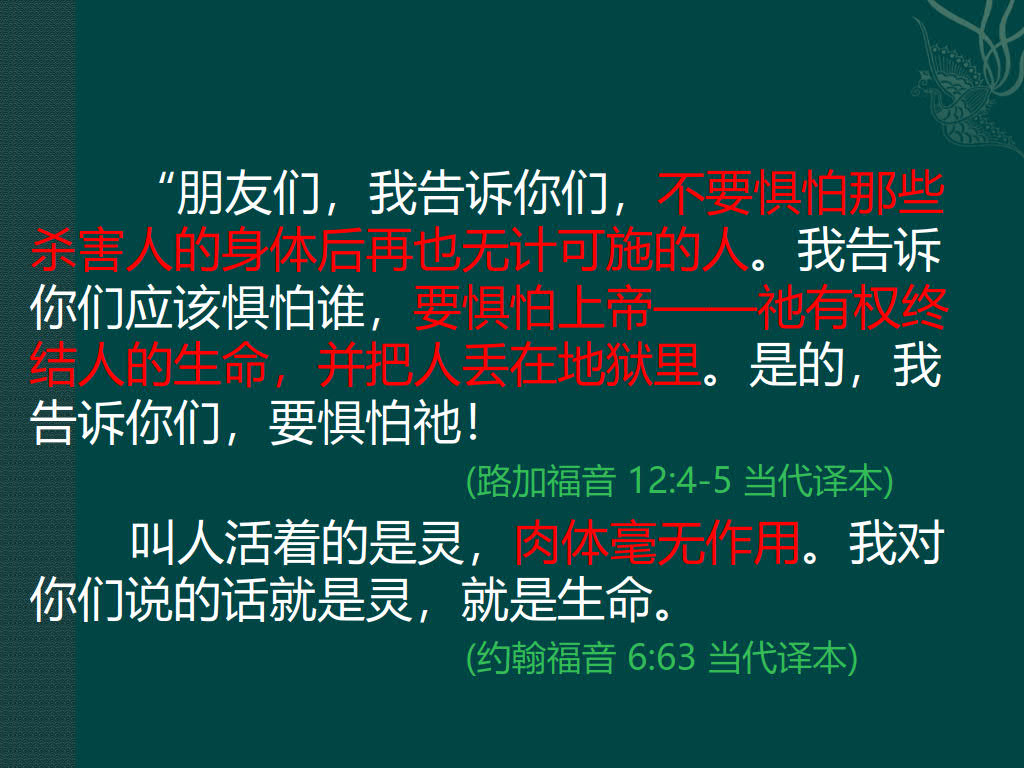 “朋友们，我告诉你们，不要惧怕那些
杀害人的身体后再也无计可施的人。我告诉
你们应该惧怕谁，要惧怕上帝——祂有权终
结人的生命，并把人丢在地狱里。是的，我
告诉你们，要惧怕祂！
(路加福音 12:4-5 当代译本)
叫人活着的是灵，肉体毫无作用。我对
你们说的话就是灵，就是生命。
(约翰福音 6:63 当代译本)